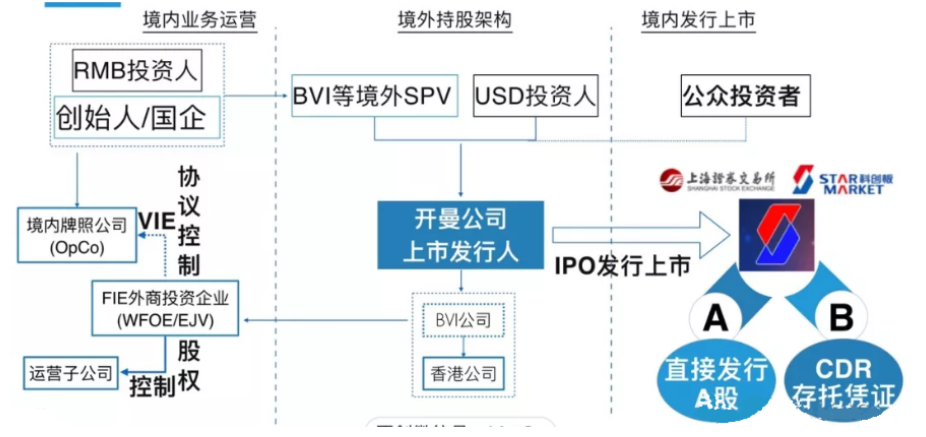 境内业务运营
境外持股架构
境内发行上市
RMB投资人
创始人/国企
BVI等境外SPV
USD投资人
公众投资者
上海證券交易所
SHANGHAI STOCK EXCHANGE
STAR科创板
MARKET
境内牌照公司
(OpCo)
VIE
协议控制
开曼公司
上市发行人
IPO发行上市
FIE外商投资企业
(WFOE/EJV)
BVI公司
香港公司
运营子公司
股权
控制
A
直接发行
A股
B
CDR
存托凭证